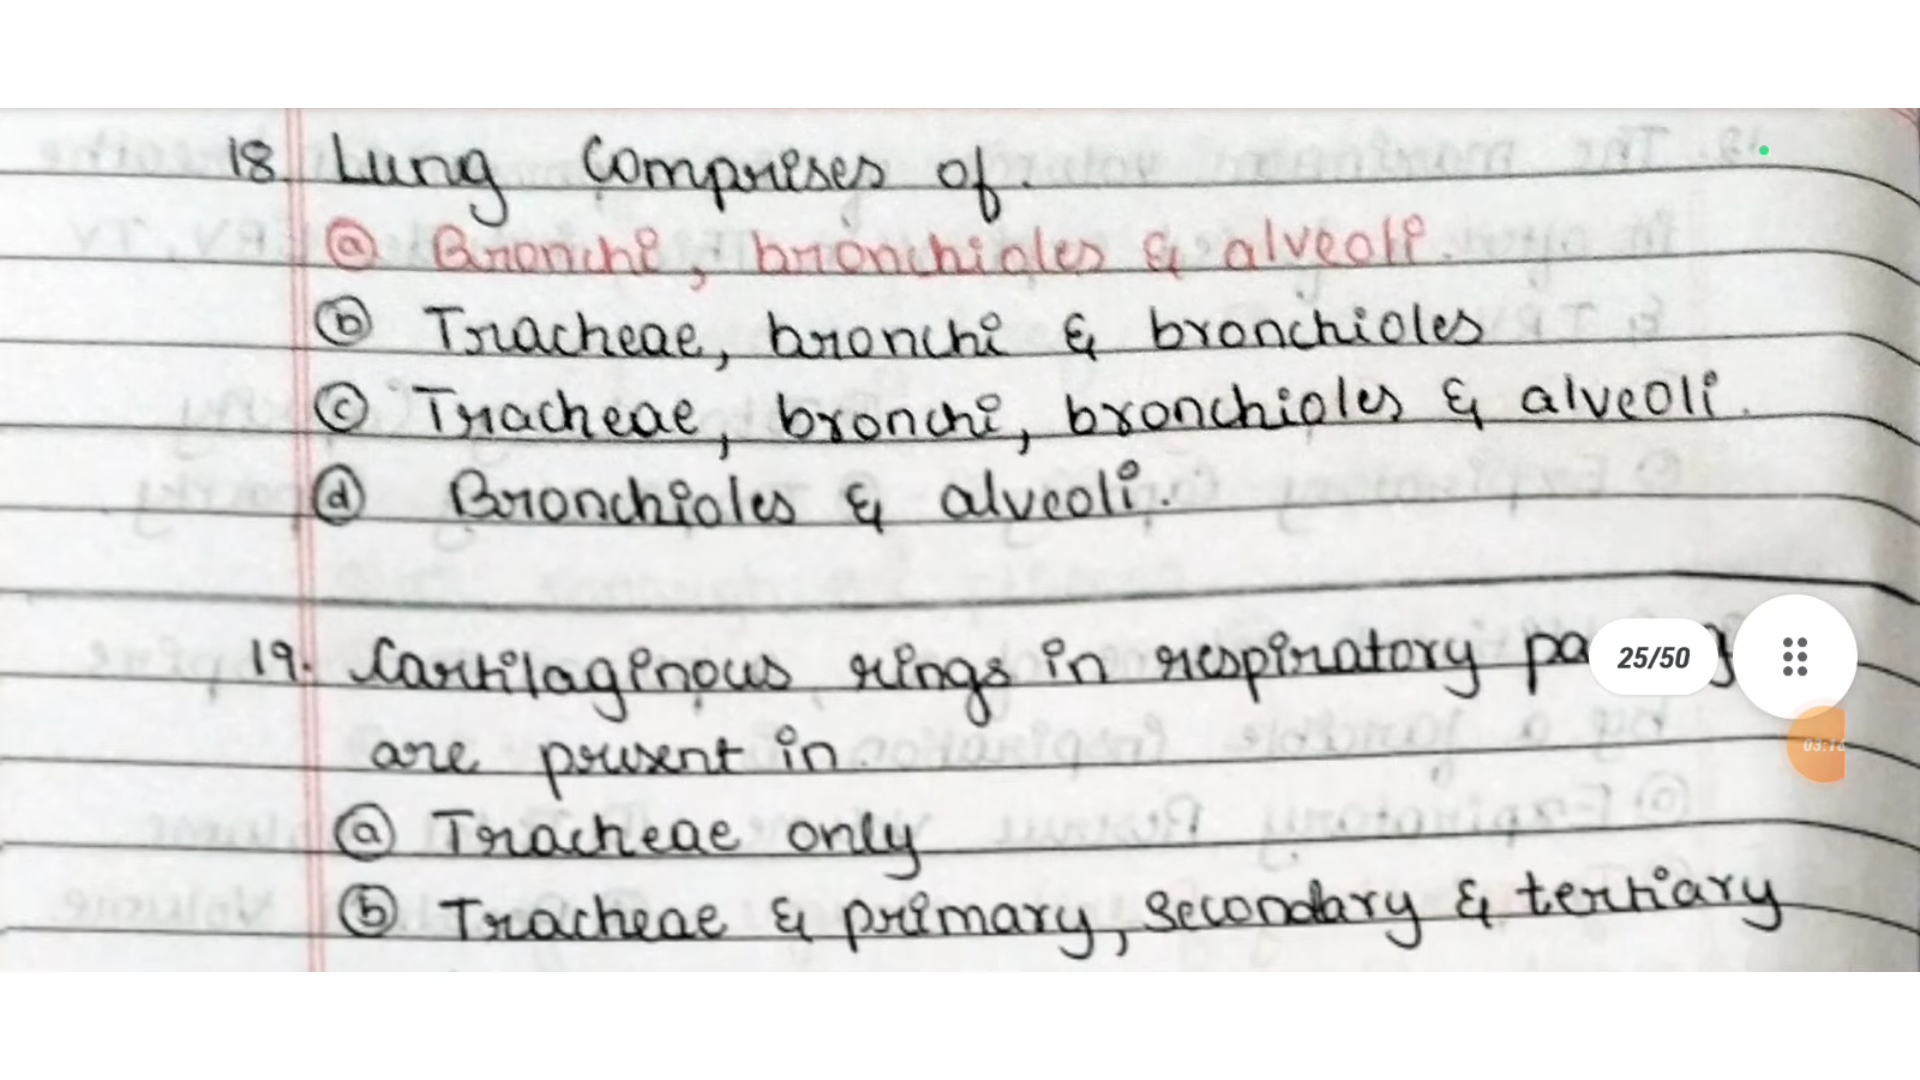 18. Lung Comprises of.
ⓐ Bronchi, bronchioles & alveoli.
ⓑ Tracheae, bronchi & bronchioles
ⓒ Tracheae, bronchi, bronchioles & alveoli.
ⓓ Bronchioles & alveoli.
19. Cartilaginous rings in respiratory
25/50
are present in
ⓐ Tracheae only
ⓑ Tracheae & primary, secondary & tertiary